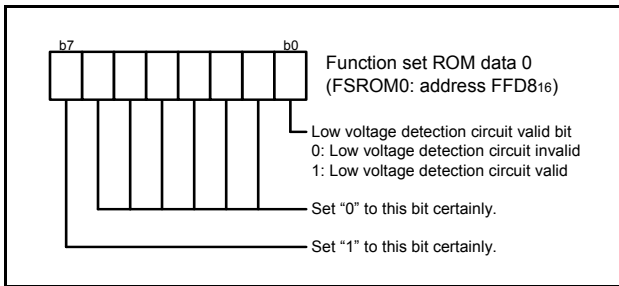 b7 b0
Function set ROM data 0
(FSROM0: address FFD816)
Low voltage detection circuit valid bit
0: Low voltage detection circuit invalid
1: Low voltage detection circuit valid
Set “0” to this bit certainly.
Set “1” to this bit certainly.